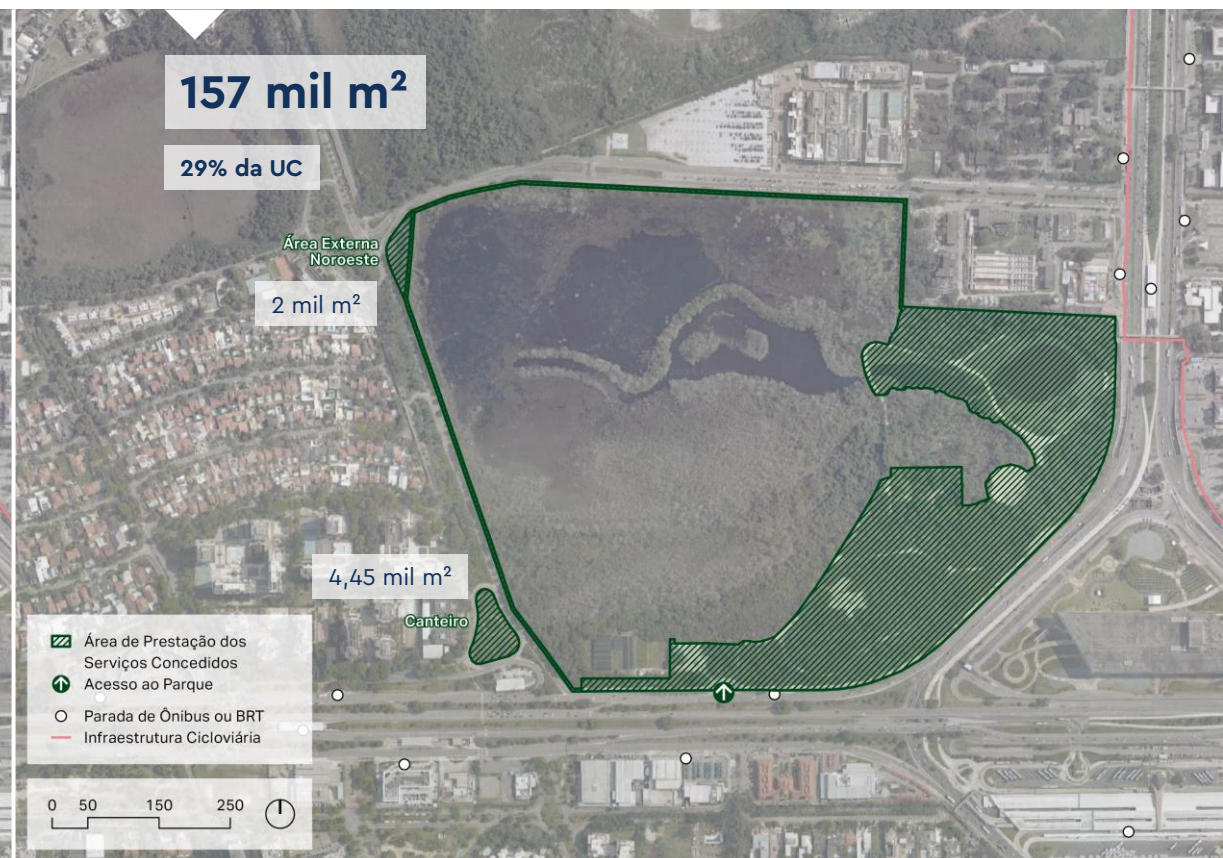 157 mil m²
29% da UC
Área Externa
Noroeste
2 mil m²
4,45 mil m²
Canteiro
Área de Prestação dos
Serviços Concedidos
Acesso ao Parque
Parada de Ônibus ou BRT
Infraestrutura Cicloviária
0 50 150 250